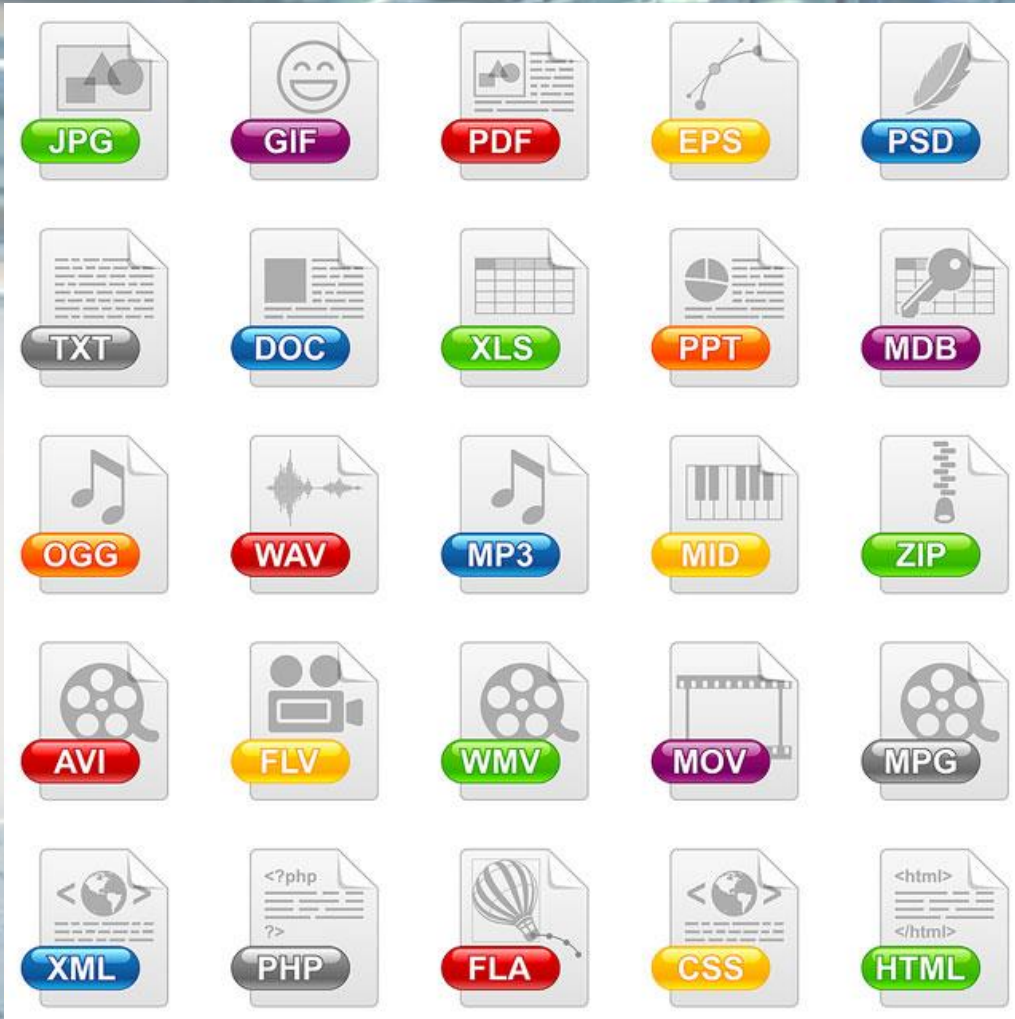 JPG GIF PDF EPS PSD
TXT DOC XLS PPT MDB
OGG WAV MP3 MID ZIP
AVI FLV WMV MOV MPG
<?php <html>
?> </html>
XML PHP FLA CSS HTML